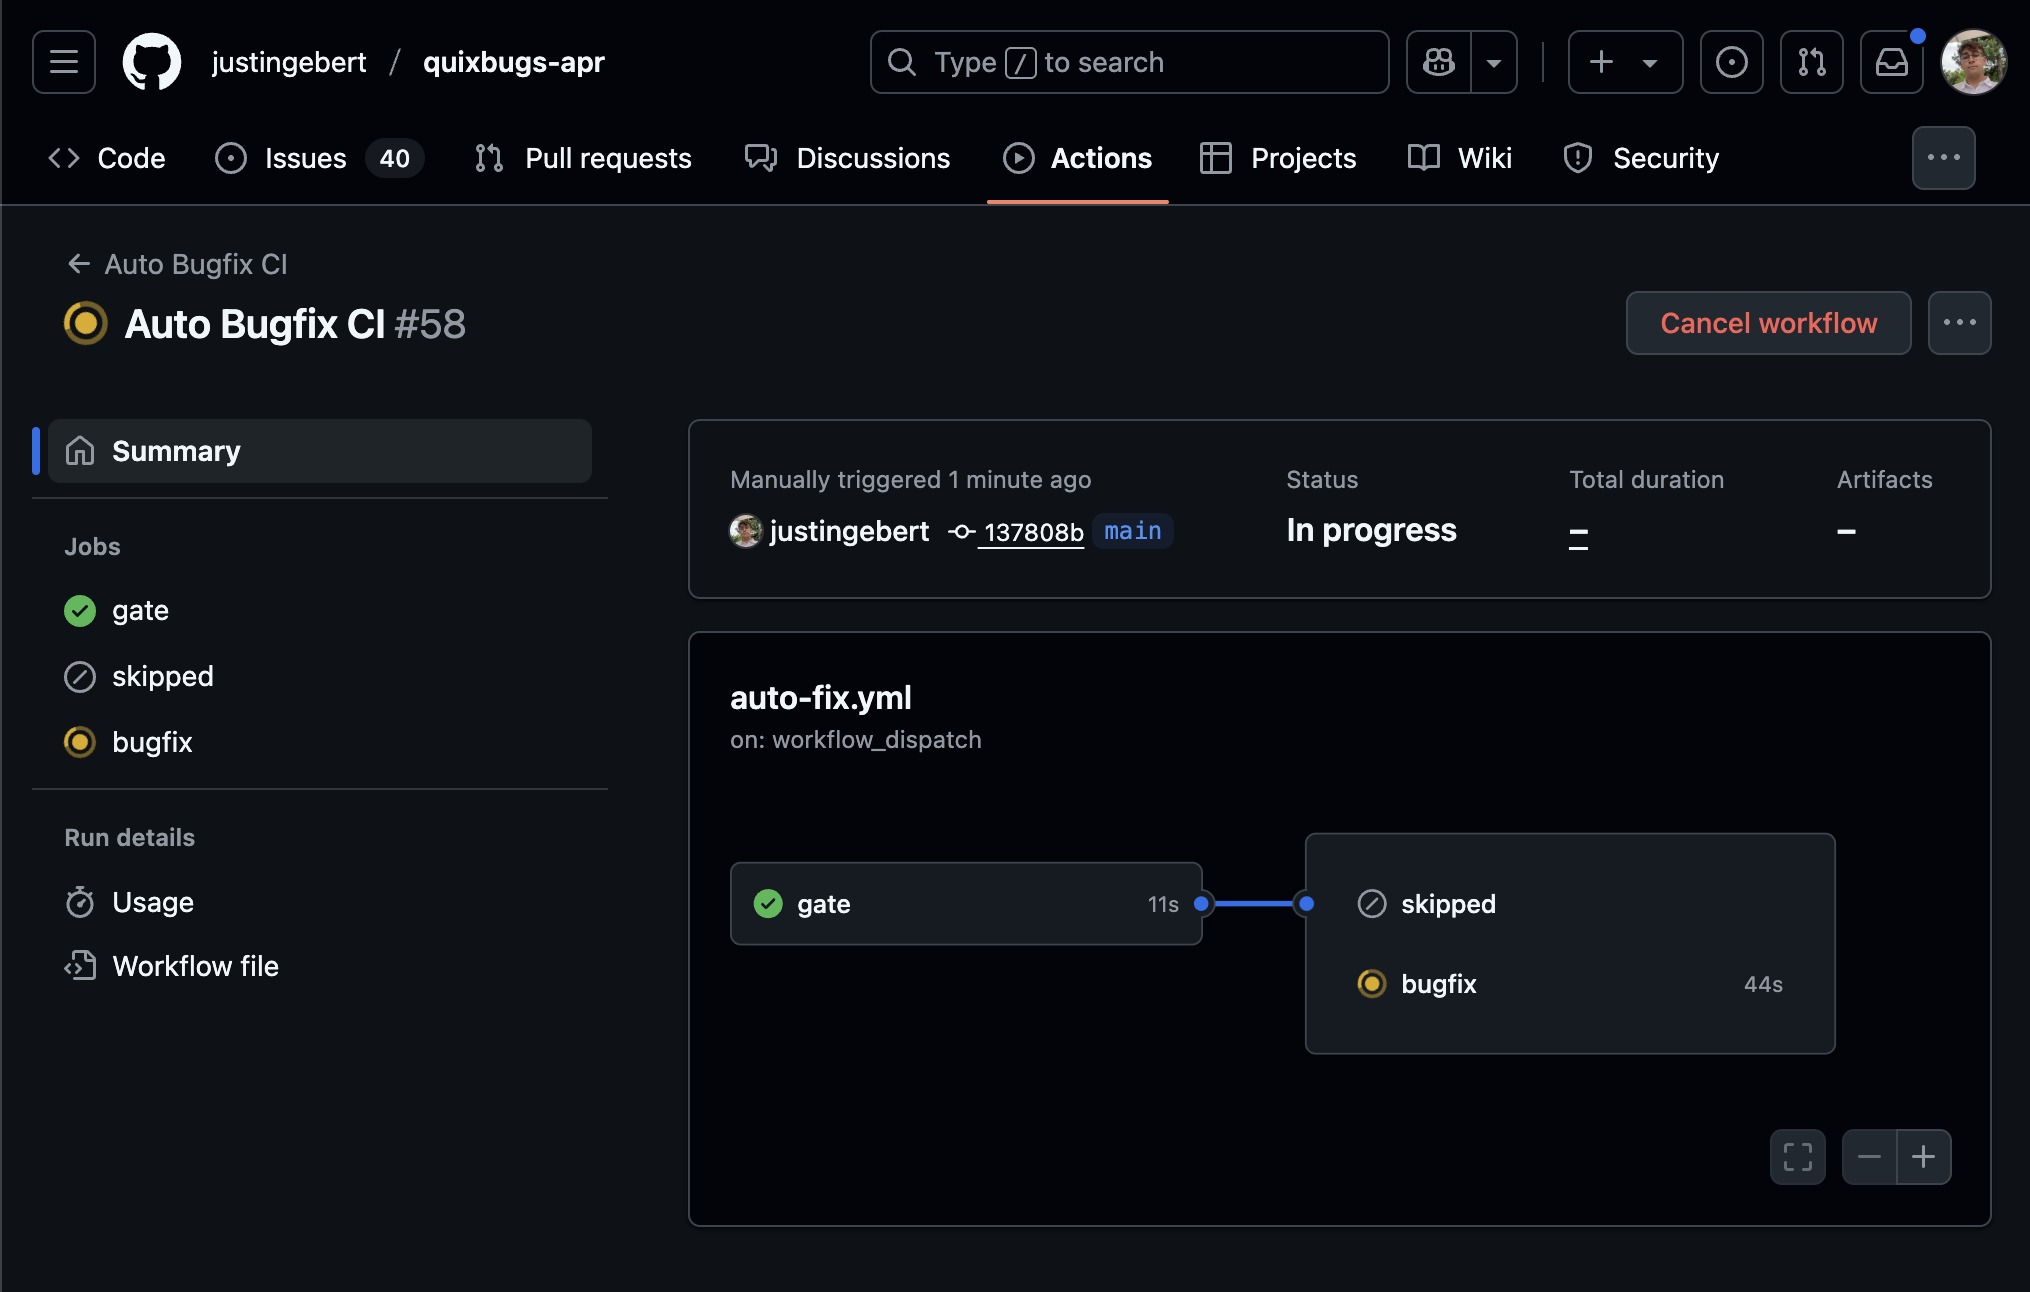 justingebert / quixbugs-apr
Type / to search
Code
Issues 40
Pull requests
Discussions
Actions
Projects
Wiki
Security
Auto Bugfix CI
Auto Bugfix CI #58
Cancel workflow
Summary
Jobs
gate
skipped
bugfix
Run details
Usage
Workflow file
Manually triggered 1 minute ago
justingebert 137808b main
Status
In progress
Total duration
–
Artifacts
–
auto-fix.yml
on: workflow_dispatch
gate 11s
skipped
bugfix 44s